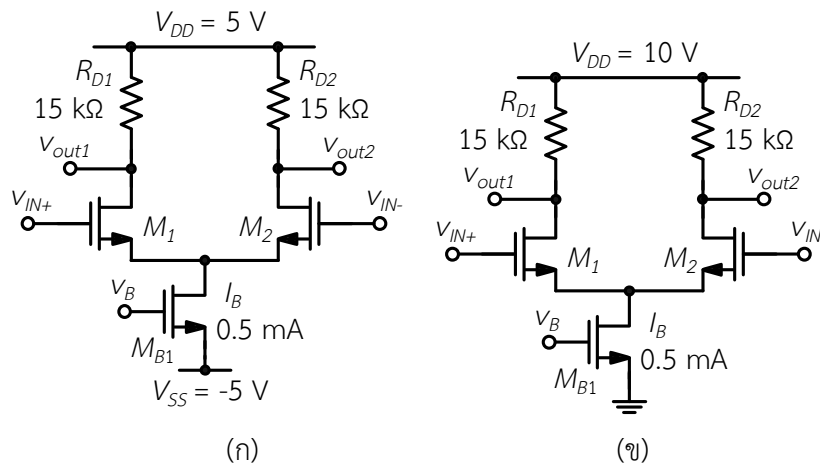 V_DD = 5 V
R_D1
15 kΩ
R_D2
15 kΩ
v_out1
v_out2
v_IN+
M_1
M_2
v_IN-
v_B
I_B
0.5 mA
M_B1
V_SS = -5 V
(ก)
V_DD = 10 V
R_D1
15 kΩ
R_D2
15 kΩ
v_out1
v_out2
v_IN+
M_1
M_2
v_IN
v_B
I_B
0.5 mA
M_B1
(ข)